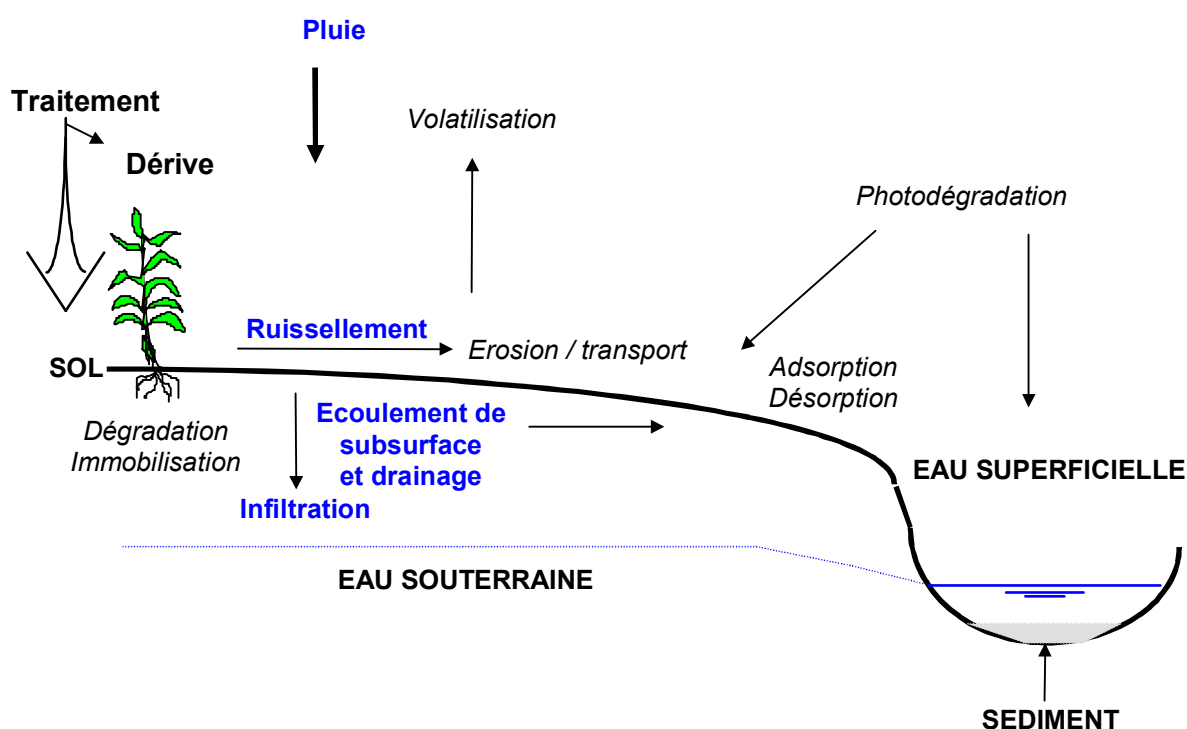 Pluie
Traitement
Volatilisation
Dérive
Photodégradation
Ruissellement
Erosion / transport
SOL
Adsorption
Désorption
Dégradation
Immobilisation
Ecoulement de
subsurface
et drainage
EAU SUPERFICIELLE
Infiltration
EAU SOUTERRAINE
SEDIMENT